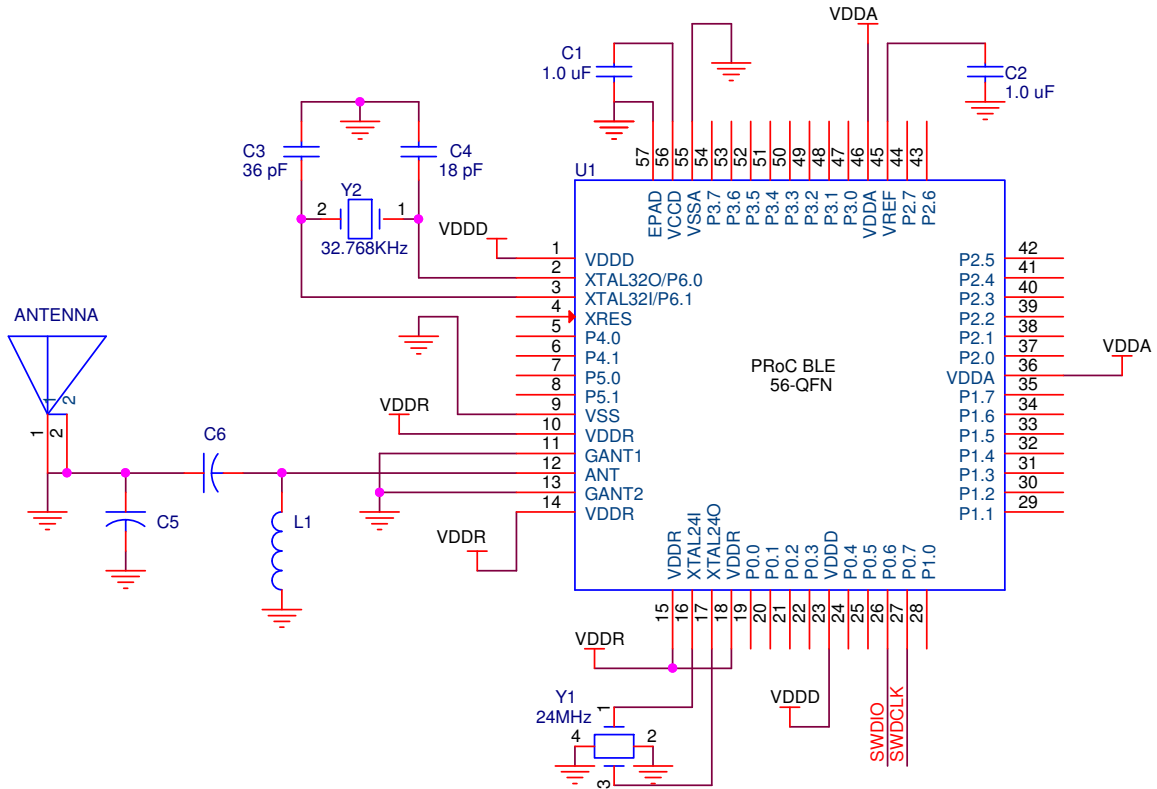 VDDA
C1
1.0 uF
C2
1.0 uF
C3
36 pF
C4
18 pF
Y2
2
1
32.768KHz
VDDD
U1
57
56
55
54
53
52
51
50
49
48
47
46
45
44
43
EPAD
VCCD
VSSA
P3.7
P3.6
P3.5
P3.4
P3.3
P3.2
P3.1
P3.0
VDDA
VREF
P2.7
P2.6
1 VDDD
2 XTAL32O/P6.0
3 XTAL32I/P6.1
4 XRES
5 P4.0
6 P4.1
7 P5.0
8 P5.1
9 VSS
10 VDDR
11 GANT1
12 ANT
13 GANT2
14 VDDR
PRoC BLE
56-QFN
P2.5 42
P2.4 41
P2.3 40
P2.2 39
P2.1 38
P2.0 37
VDDA 36
P1.7 35
P1.6 34
P1.5 33
P1.4 32
P1.3 31
P1.2 30
P1.1 29
VDDA
ANTENNA
1
2
1
2
VDDR
C6
C5
L1
VDDR
VDDR
XTAL24I
XTAL24O
VDDR
P0.0
P0.1
P0.2
P0.3
VDDD
P0.4
P0.5
P0.6
P0.7
P1.0
15
16
17
18
19
20
21
22
23
24
25
26
27
28
VDDR
Y1
24MHz
1
4
2
3
VDDD
SWDIO
SWDCLK